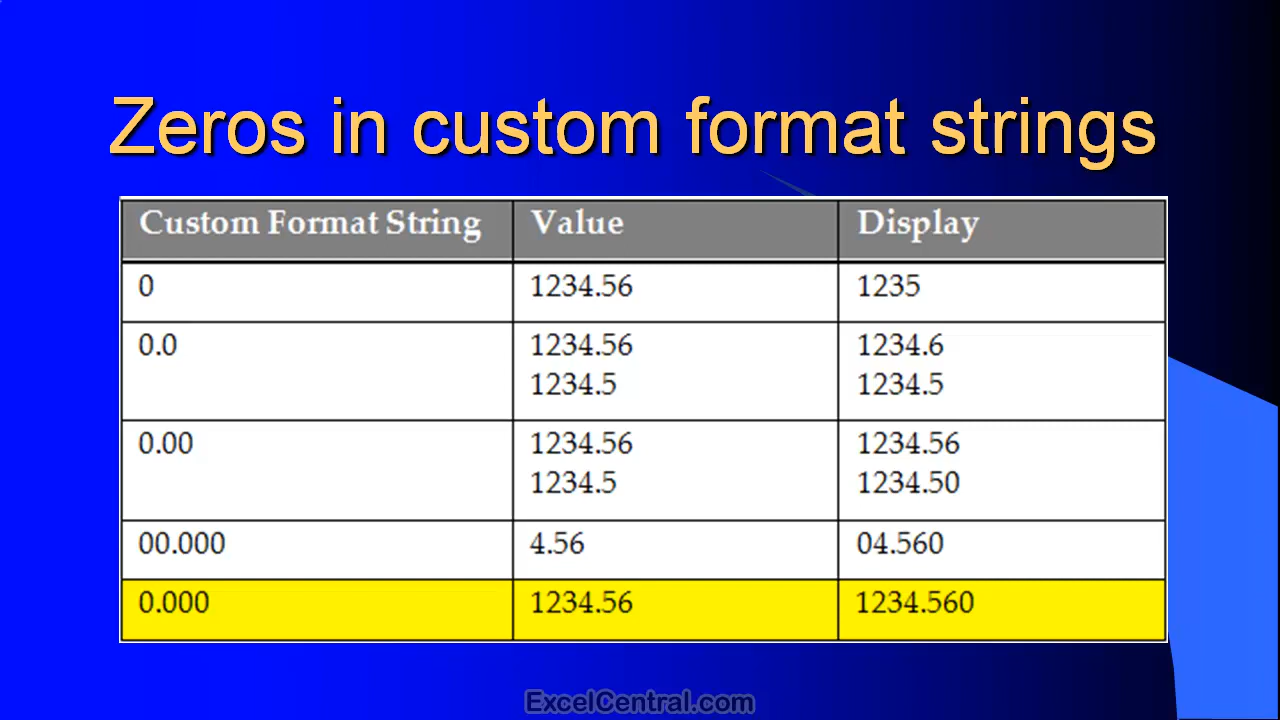 Zeros in custom format strings
Custom Format String Value Display
0 1234.56 1235
0.0 1234.56 1234.6
1234.5 1234.5
0.00 1234.56 1234.56
1234.5 1234.50
00.000 4.56 04.560
0.000 1234.56 1234.560
ExcelCentral.com